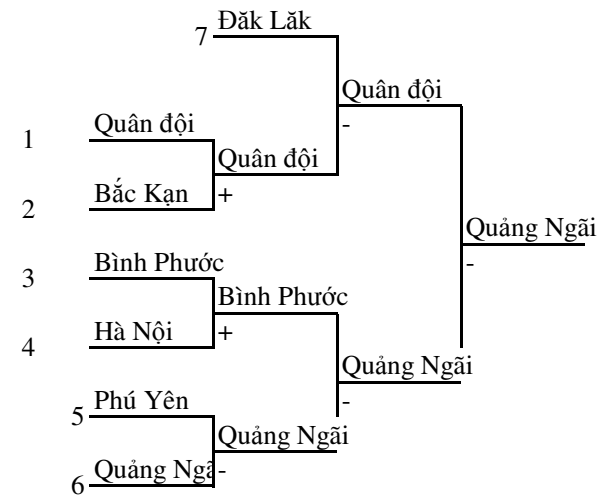 7 Đăk Lăk
Quân đội
-
1 Quân đội
Quân đội
2 Bắc Kạn +
Quảng Ngãi
-
3 Bình Phước
Bình Phước
4 Hà Nội +
Quảng Ngãi
-
5 Phú Yên
Quảng Ngãi
6 Quảng Ngã -